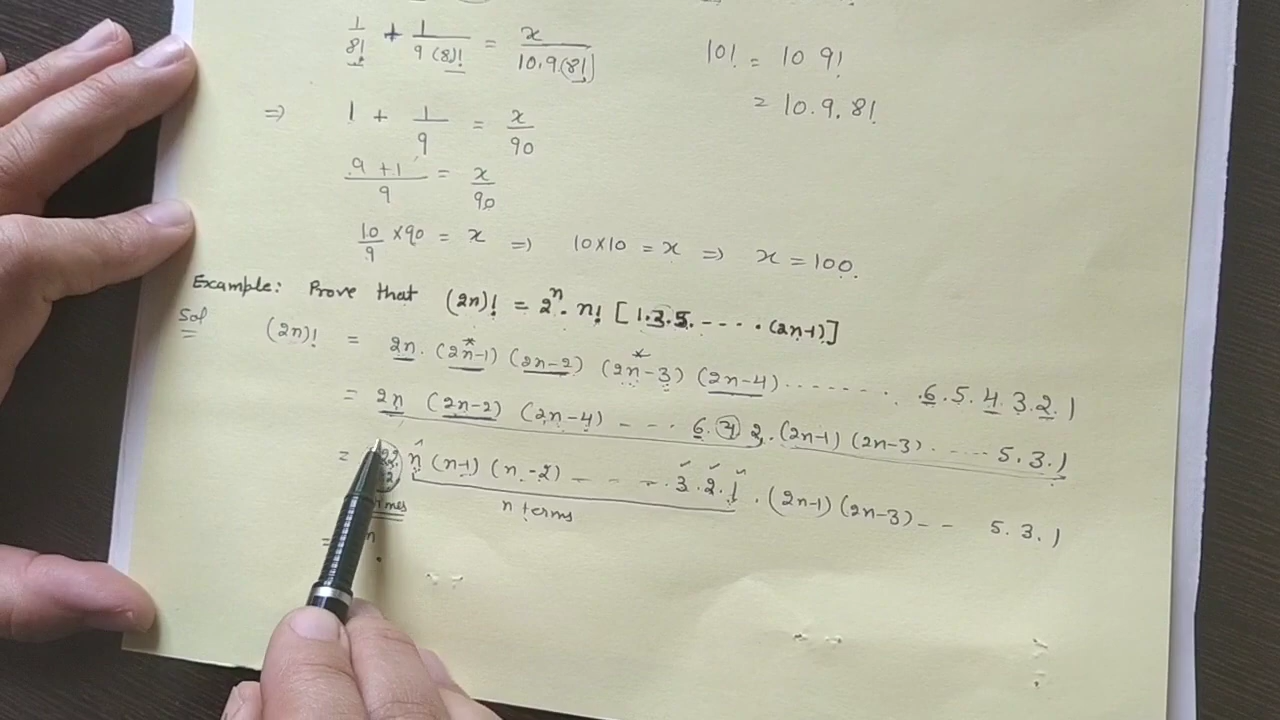 1/8! + 1/9(8)! = x/10.9(8!)
10! = 10 9!
= 10.9.8!
⇒ 1 + 1/9 = x/90
9+1/9 = x/90
10/9 ×90 = x ⇒ 10×10 = x ⇒ x = 100.
Example: Prove that (2n)! = 2^n. n! [1.3.5. ---- . (2n-1)]
Sol
(2n)! = 2n. (2n-1) (2n-2) (2n-3) (2n-4) ........ .6.5.4.3.2.1
= 2n (2n-2) (2n-4) - --- 6.4 2. (2n-1) (2n-3). ---- 5.3.1
= n (n-1) (n-2) - - - - .3.2.1 . (2n-1) (2n-3) -- 5.3.1
n terms
= n .